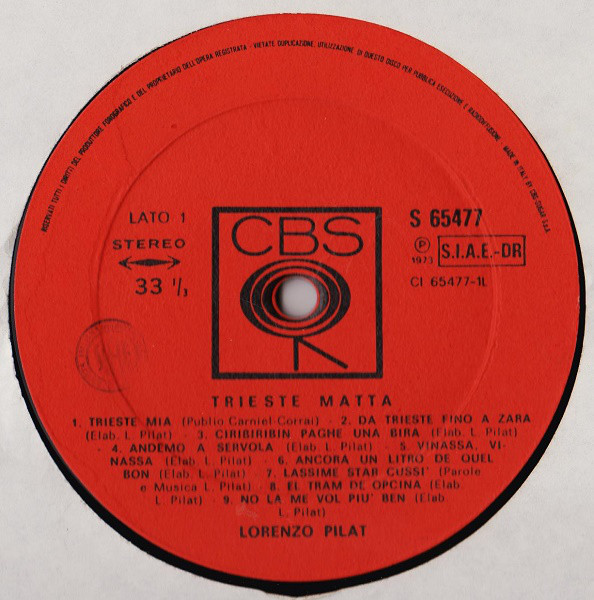 RISERVATI TUTTI I DIRITTI DEL PRODUTTORE FONOGRAFICO E DEL PROPRIETARIO DELL'OPERA REGISTRATA - VIETATE DUPLICAZIONE, UTILIZZAZIONE DI QUESTO DISCO PER PUBBLICA ESECUZIONE E RADIODIFFUSIONE. MADE IN ITALY BY CBS SUGAR S.p.A.
LATO 1
STEREO
33 1/3
CBS
S 65477
P 1973 S.I.A.E.-DR
CI 65477-1L
TRIESTE MATTA
1. TRIESTE MIA (Publio Carniel-Corrai) - 2. DA TRIESTE FINO A ZARA
(Elab. L Pilat) - 3. CIRIBIRIBIN PAGHE UNA BIRA (Elab. L Pilat)
- 4. ANDEMO A SERVOLA (Elab. L Pilat) - 5. VINASSA, VI-
NASSA (Elab. L. Pilat) - 6. ANCORA UN LITRO DE QUEL
BON (Elab. L Pilat) - 7. LASSIME STAR CUSSI' (Parole
e Musica L. Pilat) - 8. EL TRAM DE OPCINA (Elab.
L Pilat) - 9. NO LA ME VOL PIU' BEN (Elab.
L. Pilat)
LORENZO PILAT